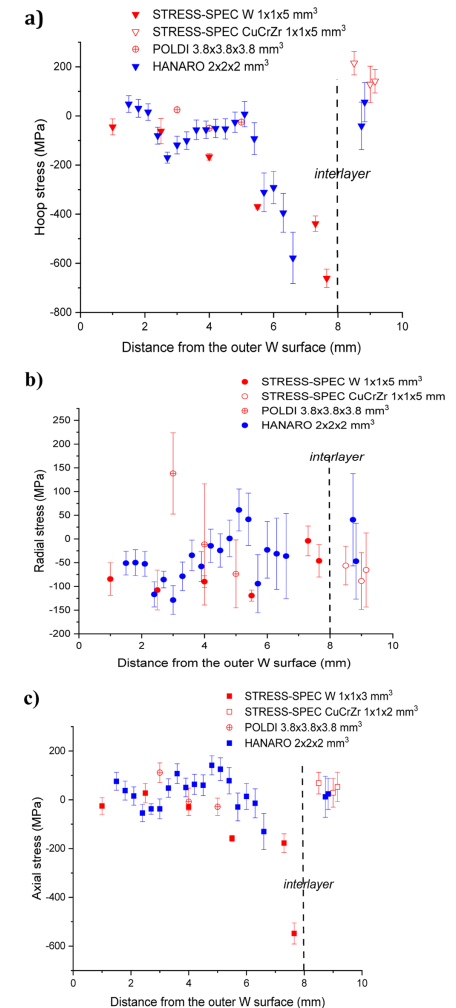 a)
STRESS-SPEC W 1x1x5 mm³
STRESS-SPEC CuCrZr 1x1x5 mm³
POLDI 3.8x3.8x3.8 mm³
HANARO 2x2x2 mm³
Hoop stress (MPa)
200
0
-200
-400
-600
-800
interlayer
0 2 4 6 8 10
Distance from the outer W surface (mm)
b)
STRESS-SPEC W 1x1x5 mm³
STRESS-SPEC CuCrZr 1x1x5 mm
POLDI 3.8x3.8x3.8 mm³
HANARO 2x2x2 mm³
Radial stress (MPa)
250
200
150
100
50
0
-50
-100
-150
-200
interlayer
0 2 4 6 8 10
Distance from the outer W surface (mm)
c)
STRESS-SPEC W 1x1x3 mm³
STRESS-SPEC CuCrZr 1x1x2 mm³
POLDI 3.8x3.8x3.8 mm³
HANARO 2x2x2 mm³
Axial stress (MPa)
200
0
-200
-400
-600
interlayer
0 2 4 6 8 10
Distance from the outer W surface (mm)